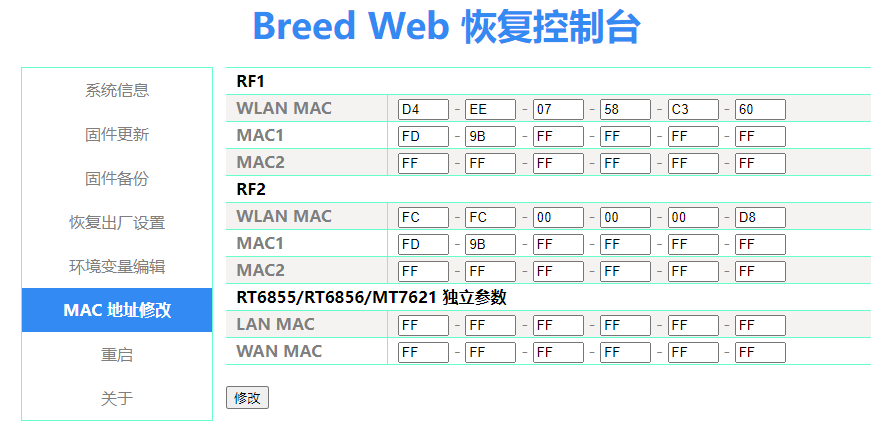 Breed Web 恢复控制台
系统信息
固件更新
固件备份
恢复出厂设置
环境变量编辑
MAC 地址修改
重启
关于
RF1
WLAN MAC D4 - EE - 07 - 58 - C3 - 60
MAC1 FD - 9B - FF - FF - FF - FF
MAC2 FF - FF - FF - FF - FF - FF
RF2
WLAN MAC FC - FC - 00 - 00 - 00 - D8
MAC1 FD - 9B - FF - FF - FF - FF
MAC2 FF - FF - FF - FF - FF - FF
RT6855/RT6856/MT7621 独立参数
LAN MAC FF - FF - FF - FF - FF - FF
WAN MAC FF - FF - FF - FF - FF - FF
修改